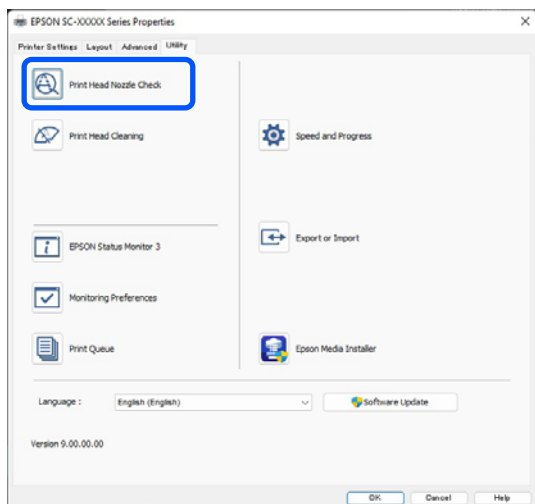 EPSON SC-XXXXX Series Properties
Printer Settings Layout Advanced Utility
Print Head Nozzle Check
Print Head Cleaning
Speed and Progress
EPSON Status Monitor 3
Export or Import
Monitoring Preferences
Print Queue
Epson Media Installer
Language : English (English) Software Update
Version 9.00.00.00
OK Cancel Help